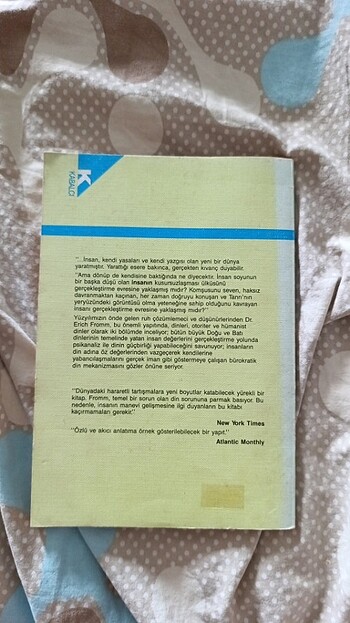 K
KABALCI
"...İnsan, kendi yasaları ve kendi yazgısı olan yeni bir dünya
yaratmıştır. Yarattığı esere bakınca, gerçekten kıvanç duyabilir.
"Ama dönüp de kendisine baktığında ne diyecektir. İnsan soyunun
bir başka düşü olan insanın kusursuzlaşması ülküsünü
gerçekleştirme evresine yaklaşmış mıdır? Komşusunu seven, haksız
davranmaktan kaçınan, her zaman doğruyu konuşan ve Tanrı'nın
yeryüzündeki görüntüsü olma yeteneğine sahip olduğunu kavrayan
insanı gerçekleştirme evresine yaklaşmış mıdır?"
Yüzyılımızın önde gelen ruh çözümlemeci ve düşünürlerinden Dr.
Erich Fromm, bu önemli yapıtında, dinleri, otoriter ve hümanist
dinler olarak iki bölümde inceliyor; bütün büyük Doğu ve Batı
dinlerinin temelinde yatan insan değerlerini gerçekleştirme yolunda
psikanaliz ile dinin güçbirliği yapabileceğini savunuyor; insanların
din adına öz değerlerinden vazgeçerek kendilerine
yabancılaşmalarını gerçek iman gibi göstermeye çalışan bürokratik
din mekanizmasını gözler önüne seriyor.
"Dünyadaki hararetli tartışmalara yeni boyutlar katabilecek yürekli bir
kitap. Fromm, temel bir sorun olan din sorununa parmak basıyor. Bu
nedenle, insanın manevi gelişmesine ilgi duyanların bu kitabı
kaçırmamaları gerekir."
New York Times
"Özlü ve akıcı anlatıma örnek gösterilebilecek bir yapıt."
Atlantic Monthly